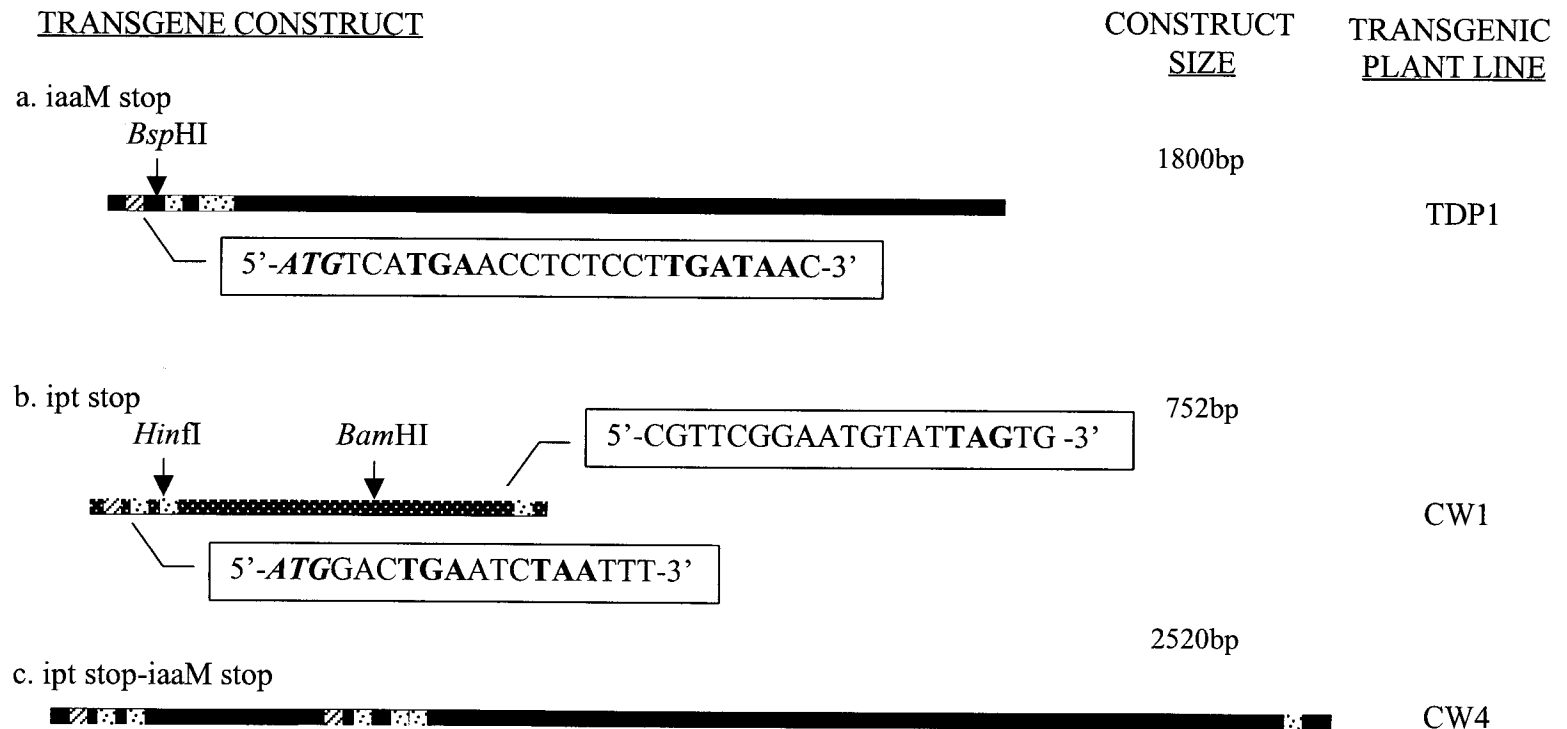 TRANSGENE CONSTRUCT
CONSTRUCT SIZE
TRANSGENIC PLANT LINE
a. iaaM stop
BspHI
1800bp
TDP1
5’-ATGTCATGAACCTCTCCTTGATAAC-3’
b. ipt stop
HinfI
BamHI
752bp
5’-CGTTCGGAATGTATTAGTG -3’
CW1
5’-ATGGACTGAATCTAATTT-3’
2520bp
c. ipt stop-iaaM stop
CW4